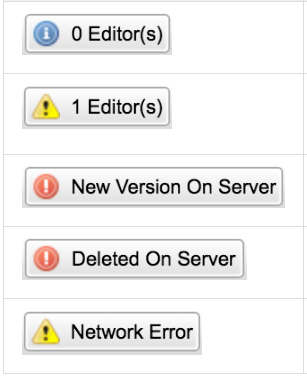 0 Editor(s)
1 Editor(s)
New Version On Server
Deleted On Server
Network Error